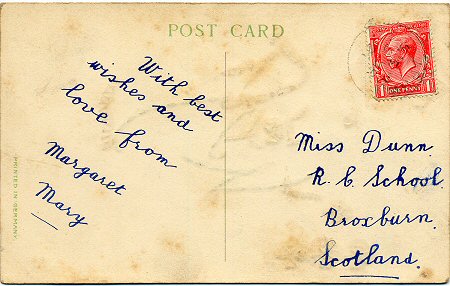 POST CARD
With best
wishes and
love from
Margaret
Mary
Miss Dunn.
R. C. School.
Broxburn.
Scotland.
ONE PENNY
PRINTED IN GERMANY